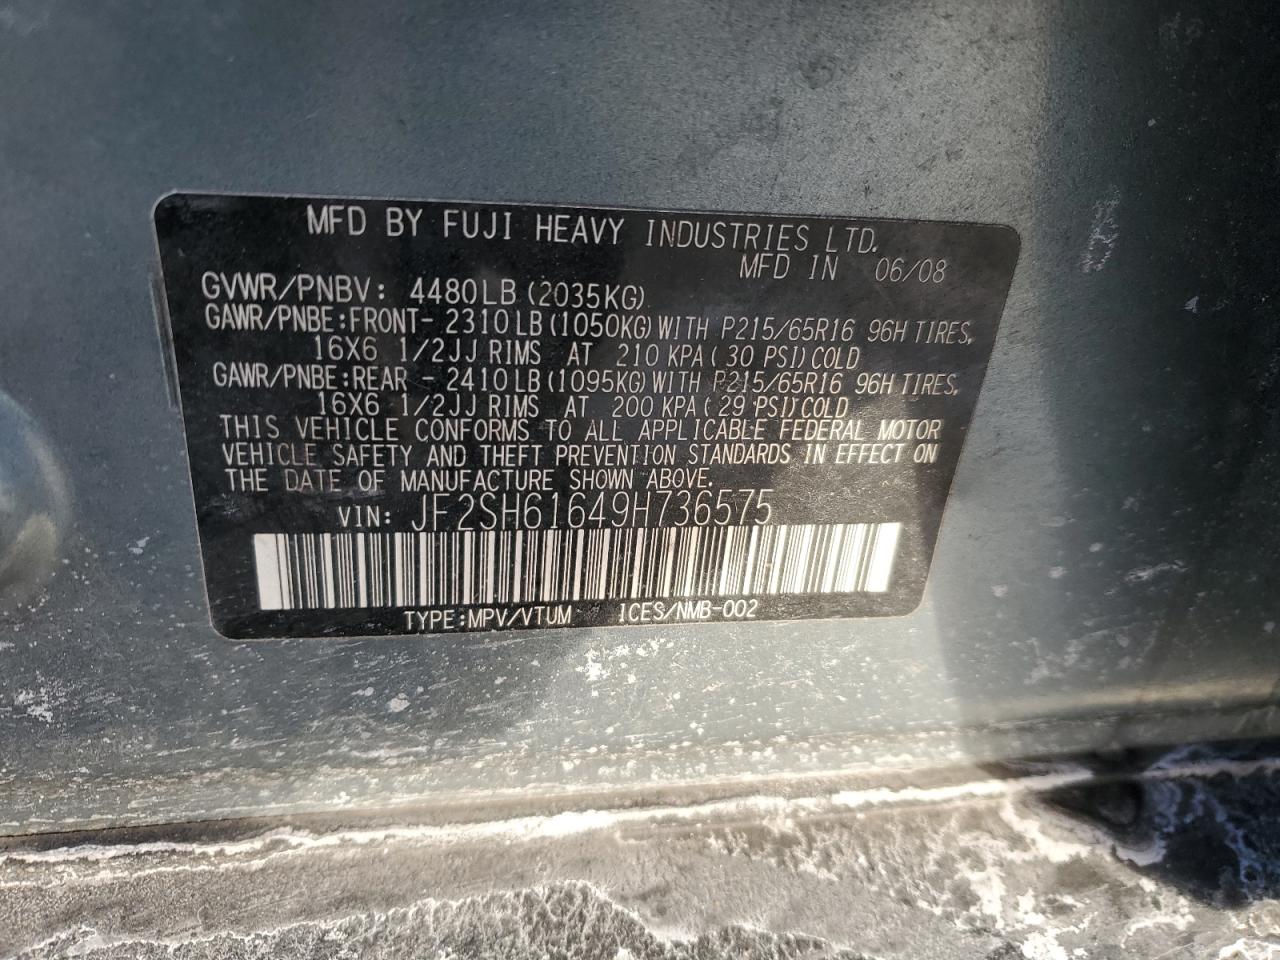 MFD BY FUJI HEAVY INDUSTRIES LTD.
MFD IN 06/08
GVWR/PNBV: 4480LB(2035KG)
GAWR/PNBE:FRONT- 2310LB(1050KG)WITH P215/65R16 96H TIRES,
16X6 1/2JJ RIMS AT 210 KPA(30 PSI)COLD
GAWR/PNBE:REAR - 2410LB(1095KG)WITH P215/65R16 96H TIRES,
16X6 1/2JJ RIMS AT 200 KPA(29 PSI)COLD
THIS VEHICLE CONFORMS TO ALL APPLICABLE FEDERAL MOTOR
VEHICLE SAFETY AND THEFT PREVENTION STANDARDS IN EFFECT ON
THE DATE OF MANUFACTURE SHOWN ABOVE.
VIN: JF2SH61649H736575
TYPE:MPV/VTUM ICES/NMB-002